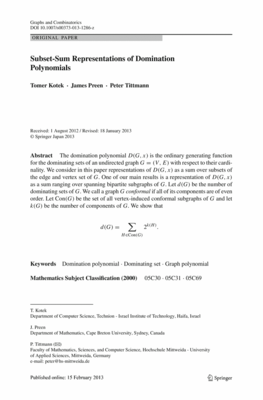 Graphs and Combinatorics
DOI 10.1007/s00373-013-1286-z
ORIGINAL PAPER
Subset-Sum Representations of Domination
Polynomials
Tomer Kotek · James Preen · Peter Tittmann
Received: 1 August 2012 / Revised: 18 January 2013
© Springer Japan 2013
Abstract The domination polynomial D(G, x) is the ordinary generating function
for the dominating sets of an undirected graph G = (V, E) with respect to their cardi-
nality. We consider in this paper representations of D(G, x) as a sum over subsets of
the edge and vertex set of G. One of our main results is a representation of D(G, x)
as a sum ranging over spanning bipartite subgraphs of G. Let d(G) be the number of
dominating sets of G. We call a graph G conformal if all of its components are of even
order. Let Con(G) be the set of all vertex-induced conformal subgraphs of G and let
k(G) be the number of components of G. We show that
d(G) = ∑ 2^{k(H)}.
H∈Con(G)
Keywords Domination polynomial · Dominating set · Graph polynomial
Mathematics Subject Classification (2000) 05C30 · 05C31 · 05C69
T. Kotek
Department of Computer Science, Technion - Israel Institute of Technology, Haifa, Israel
J. Preen
Department of Mathematics, Cape Breton University, Sydney, Canada
P. Tittmann (✉)
Faculty of Mathematics, Sciences, and Computer Science, Hochschule Mittweida - University
of Applied Sciences, Mittweida, Germany
e-mail: peter@hs-mittweida.de
Published online: 15 February 2013
Springer